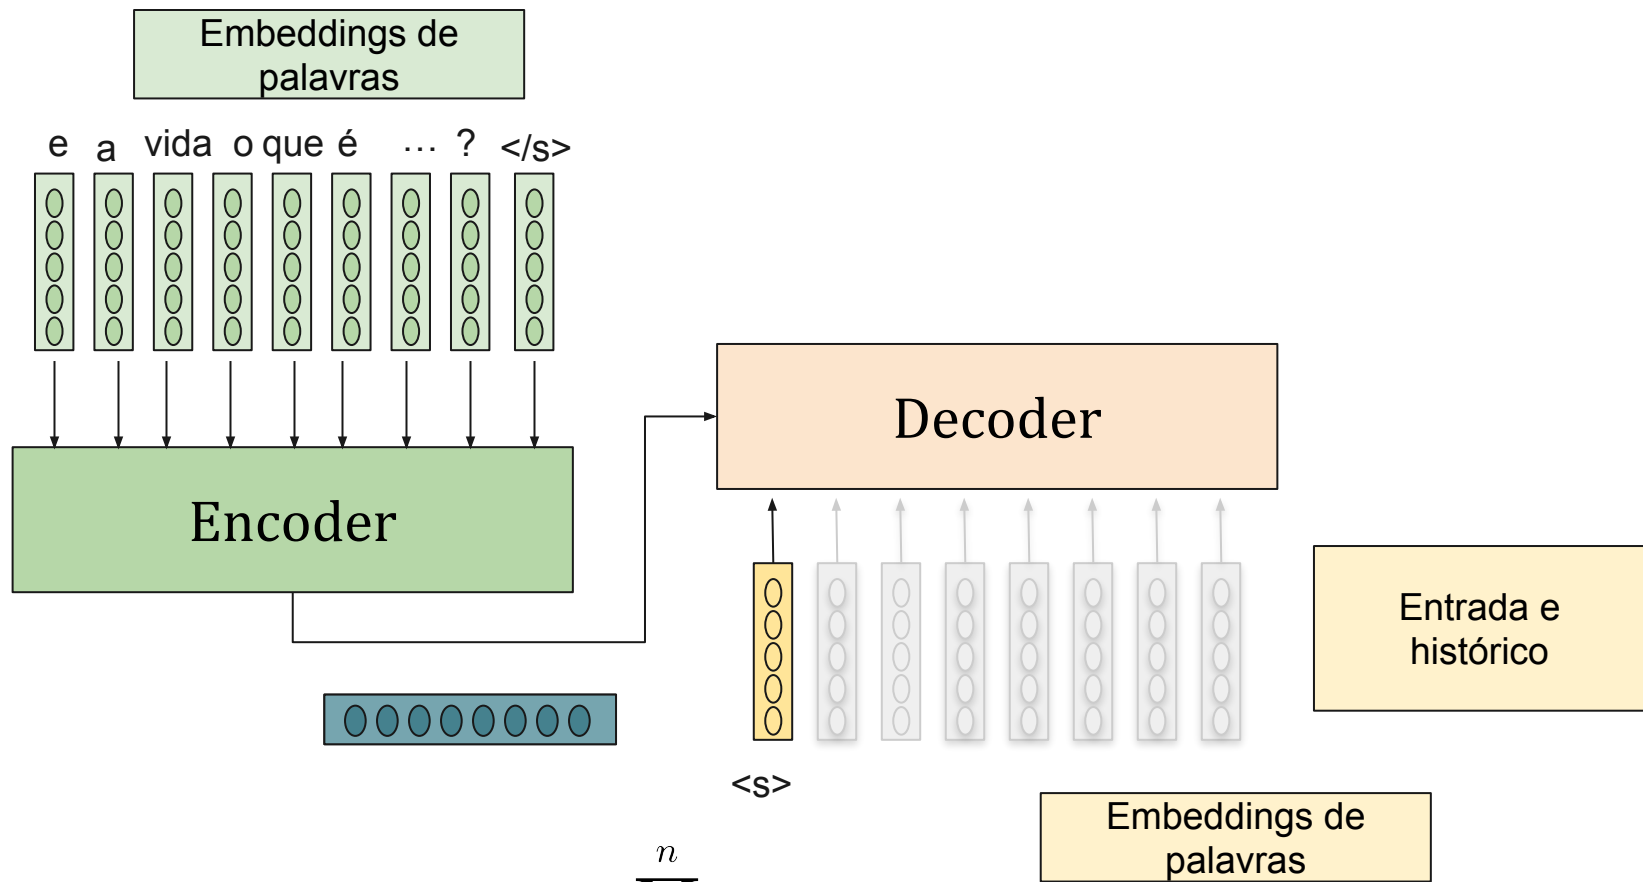 Embeddings de
palavras
e a vida o que é … ? </s>
Decoder
Encoder
Entrada e
histórico
<s>
Embeddings de
palavras
n